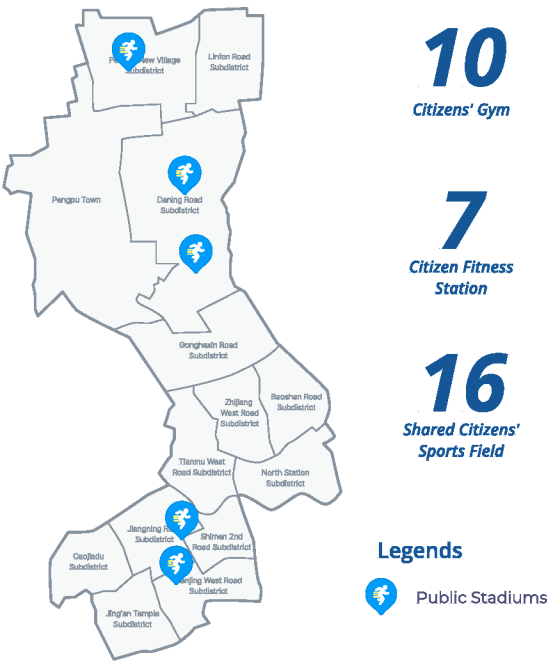 10
Citizens' Gym
7
Citizen Fitness
Station
16
Shared Citizens'
Sports Field
New Village
Subdistrict
Linfen Road
Subdistrict
Pengpu Town
Daning Road
Subdistrict
Gonghexin Road
Subdistrict
Zhijiang
West Road
Subdistrict
Baoshan Road
Subdistrict
Tianmu West
Road Subdistrict
North Station
Subdistrict
Jiangning
Subdistrict
Shimen 2nd
Road Subdistrict
Caojiadu
Subdistrict
West Road
Subdistrict
Jing'an Temple
Subdistrict
Legends
Public Stadiums